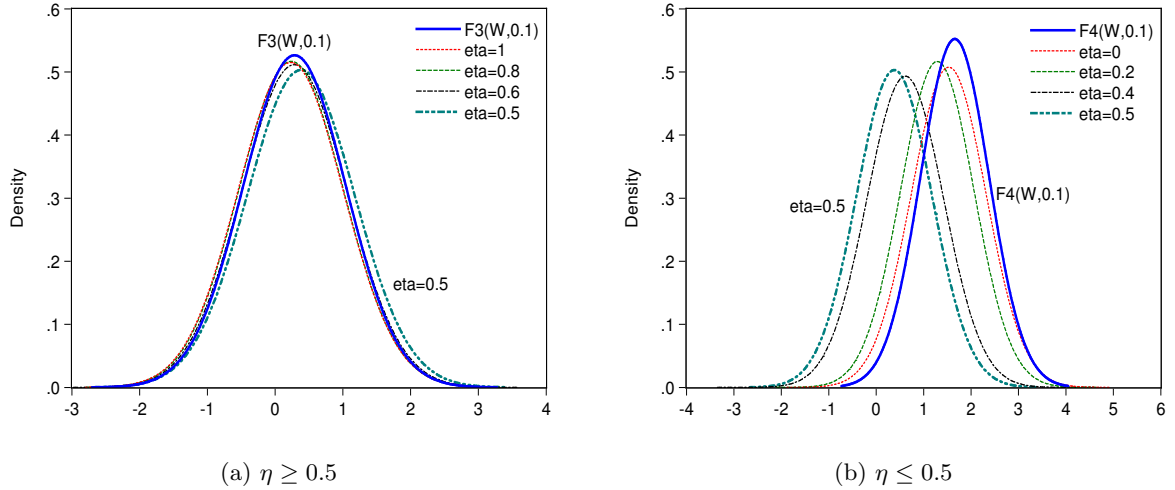 .6
.5
.4
.3
.2
.1
.0
Density
-3
-2
-1
0
1
2
3
4
F3(W,0.1)
F3(W,0.1)
eta=1
eta=0.8
eta=0.6
eta=0.5
eta=0.5
(a) η ≥ 0.5
.6
.5
.4
.3
.2
.1
.0
Density
-4
-3
-2
-1
0
1
2
3
4
5
6
F4(W,0.1)
eta=0
eta=0.2
eta=0.4
eta=0.5
eta=0.5
F4(W,0.1)
(b) η ≤ 0.5